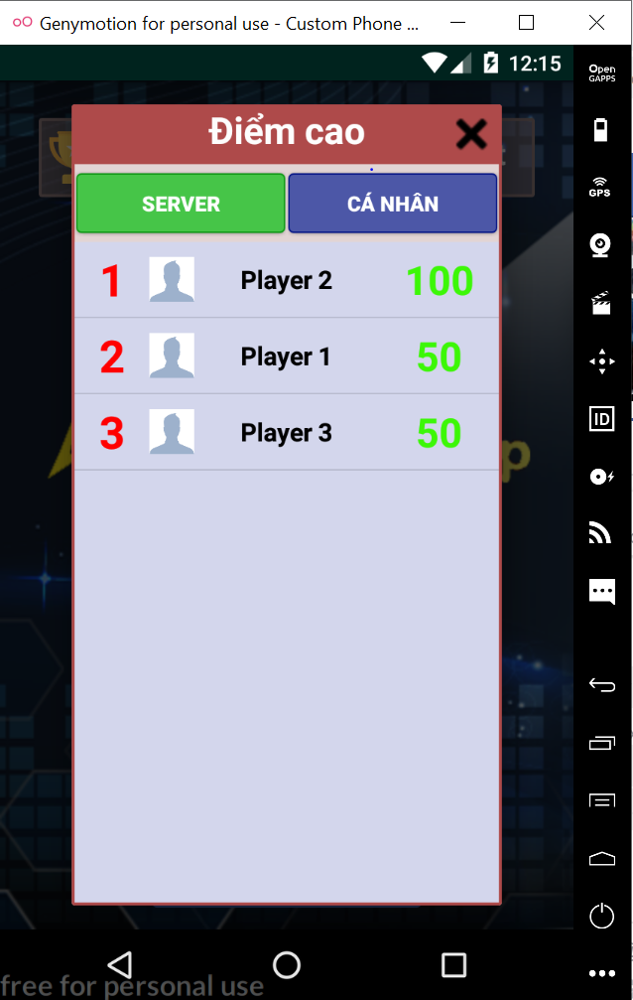 Genymotion for personal use - Custom Phone ...
Open
GAPPS
12:15
Điểm cao
SERVER
CÁ NHÂN
GPS
1 Player 2 100
2 Player 1 50
3 Player 3 50
ID
p
free for personal use